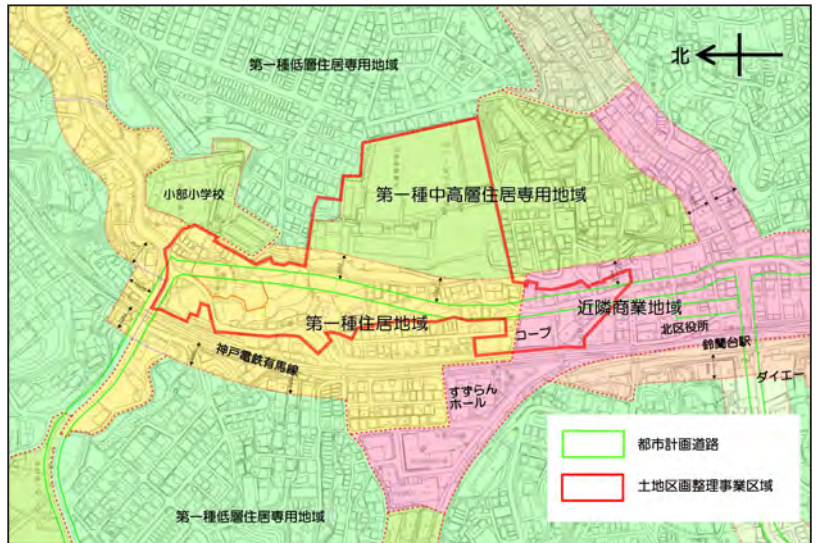 第一種低層住居専用地域
北
小部小学校
第一種中高層住居専用地域
第一種住居地域
近隣商業地域
コープ
北区役所
鈴蘭台駅
神戸電鉄有馬線
ダイエー
すずらん
ホール
都市計画道路
土地区画整理事業区域
第一種低層住居専用地域